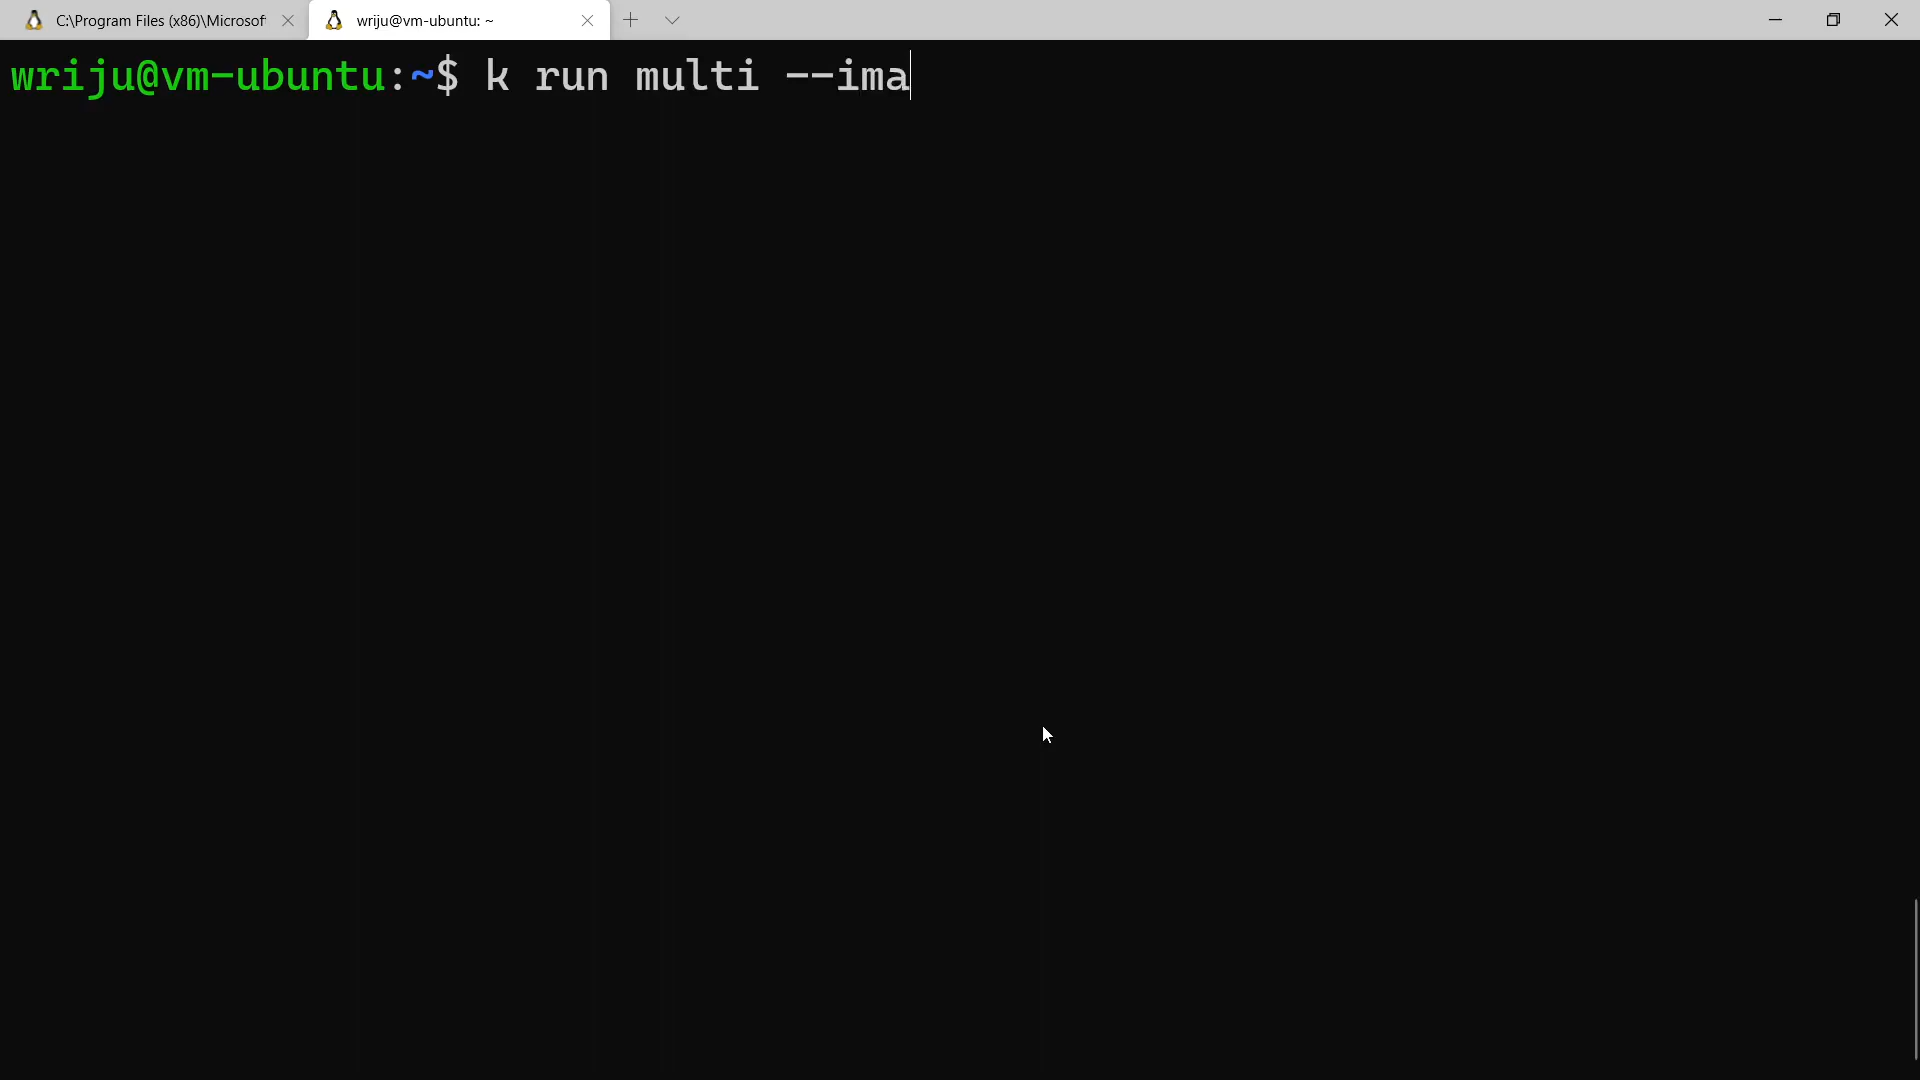 C:\Program Files (x86)\Microsof
wriju@vm-ubuntu: ~
wriju@vm-ubuntu:~$ k run multi --ima